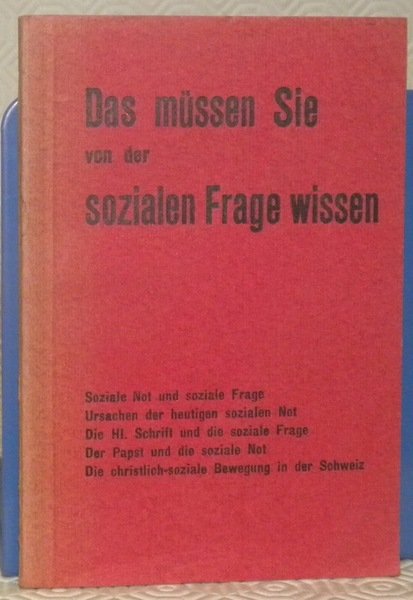 Das müssen Sie
von der
sozialen Frage wissen
Soziale Not und soziale Frage
Ursachen der heutigen sozialen Not
Die Hl. Schrift und die soziale Frage
Der Papst und die soziale Not
Die christlich-soziale Bewegung in der Schweiz